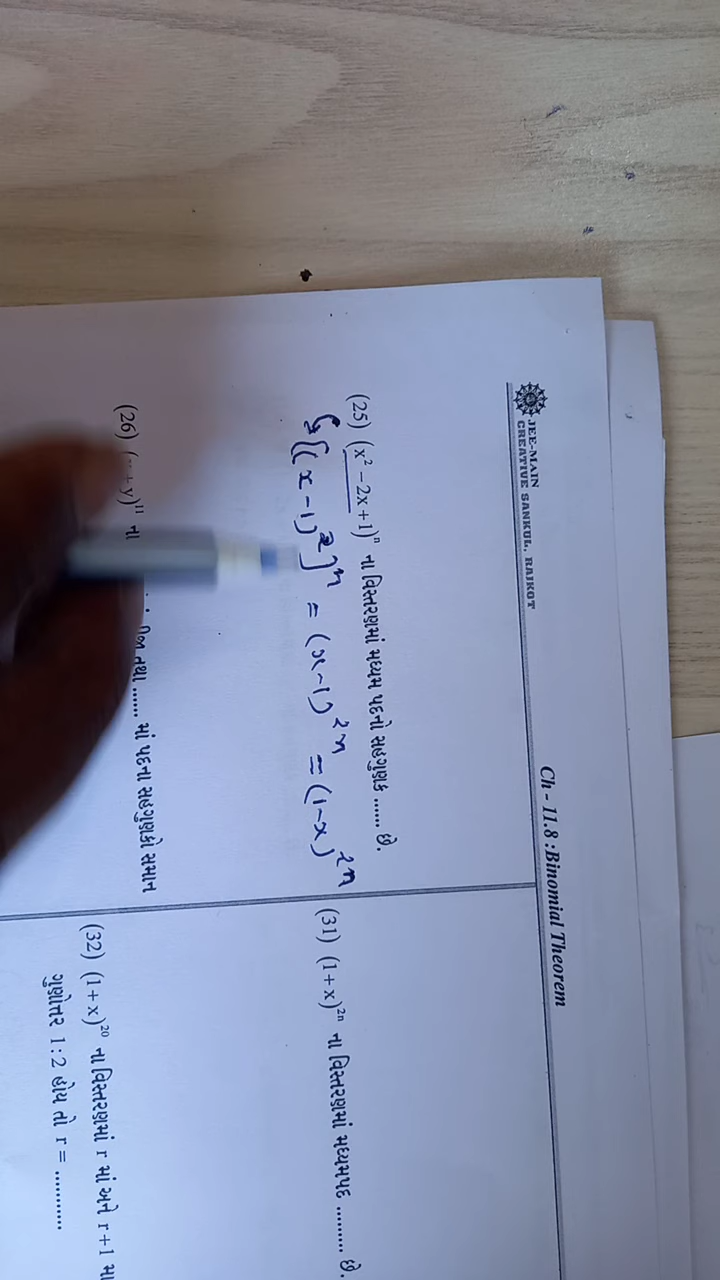 JEE-MAIN
CREATIVE SANKUL, RAJKOT
Ch - 11.8 :Binomial Theorem
(25) (x² − 2x + 1)ⁿ ના વિસ્તરણમાં મધ્યમ પદનો સહગુણક ...... છે.
[(x-1)²]ⁿ = (x-1)²ⁿ = (1-x)²ⁿ
(26) + y)¹¹ ના
તથા ...... માં પદના સહગુણકો સમાન
(31) (1 + x)²ⁿ ના વિસ્તરણમાં મધ્યમપદ .......... છે.
(32) (1 + x)²⁰ ના વિસ્તરણમાં r માં અને r + 1 મા
ગુણોત્તર 1 : 2 હોય તો r = ............